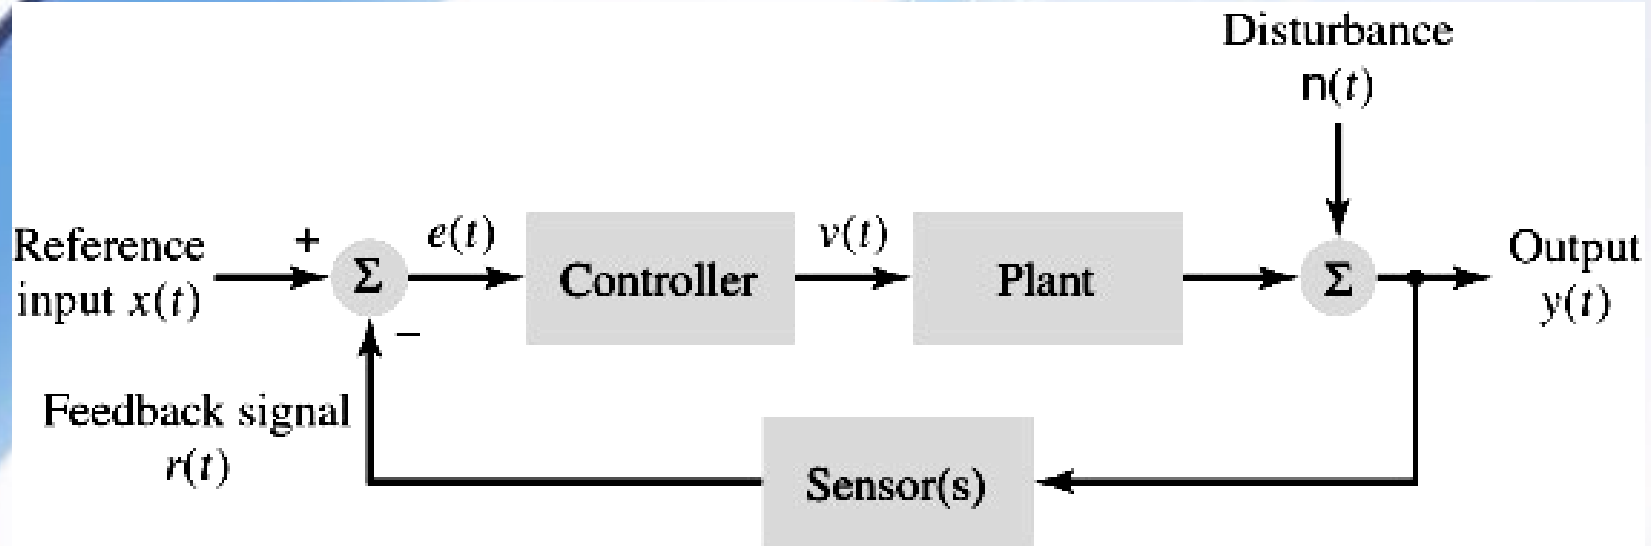 Disturbance
n(t)
Reference
input x(t)
+
Σ
e(t)
Controller
v(t)
Plant
Σ
Output
y(t)
−
Feedback signal
r(t)
Sensor(s)